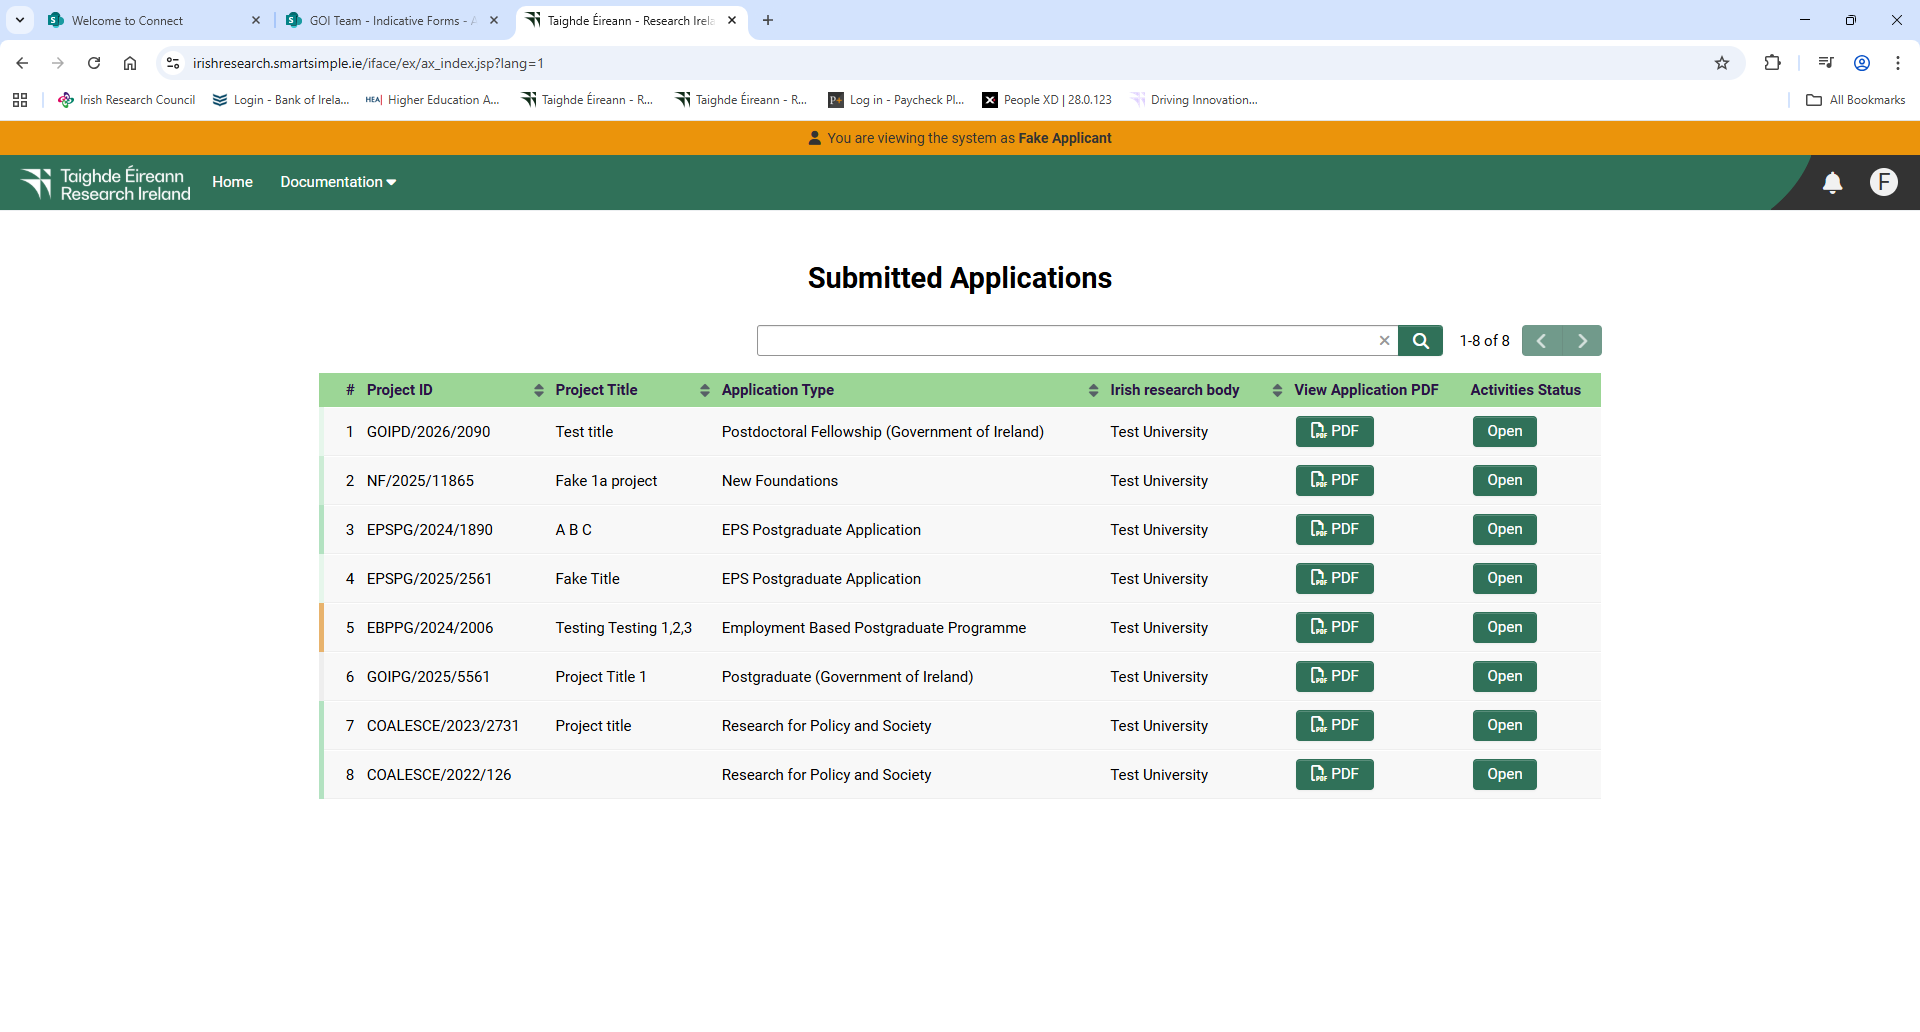 Welcome to Connect
GOI Team - Indicative Forms - A
Taighde Éireann - Research Irela
irishresearch.smartsimple.ie/iface/ex/ax_index.jsp?lang=1
Irish Research Council
Login - Bank of Irela...
HEA| Higher Education A...
Taighde Éireann - R...
Taighde Éireann - R...
P+ Log in - Paycheck Pl...
People XD | 28.0.123
Driving Innovation...
All Bookmarks
You are viewing the system as Fake Applicant
Taighde Éireann
Research Ireland
Home
Documentation
F
Submitted Applications
1-8 of 8
# Project ID Project Title Application Type Irish research body View Application PDF Activities Status
1 GOIPD/2026/2090 Test title Postdoctoral Fellowship (Government of Ireland) Test University PDF Open
2 NF/2025/11865 Fake 1a project New Foundations Test University PDF Open
3 EPSPG/2024/1890 A B C EPS Postgraduate Application Test University PDF Open
4 EPSPG/2025/2561 Fake Title EPS Postgraduate Application Test University PDF Open
5 EBPPG/2024/2006 Testing Testing 1,2,3 Employment Based Postgraduate Programme Test University PDF Open
6 GOIPG/2025/5561 Project Title 1 Postgraduate (Government of Ireland) Test University PDF Open
7 COALESCE/2023/2731 Project title Research for Policy and Society Test University PDF Open
8 COALESCE/2022/126 Research for Policy and Society Test University PDF Open